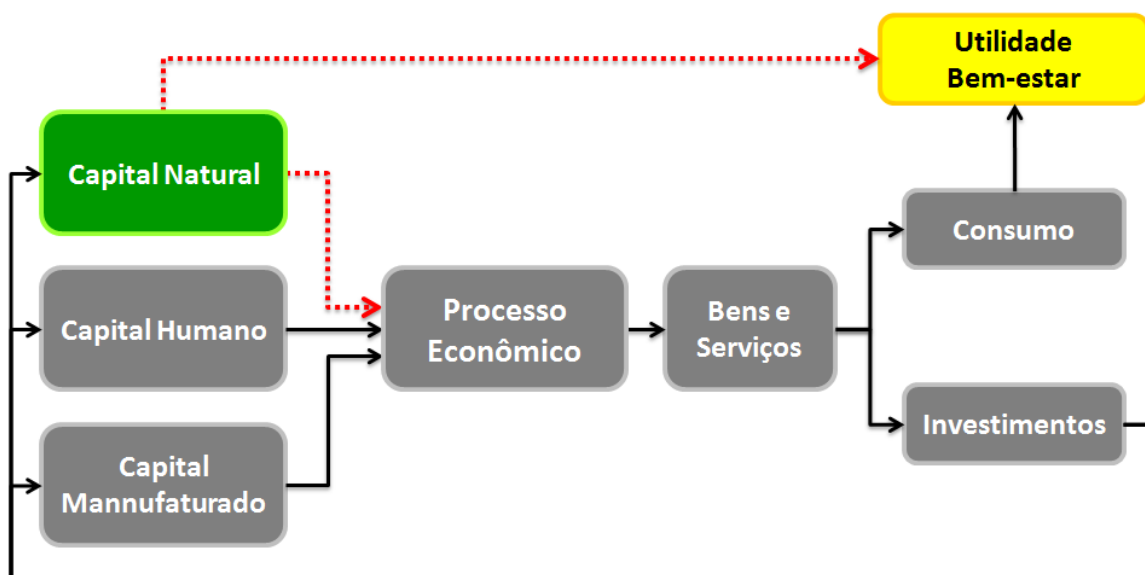 Utilidade
Bem-estar
Capital Natural
Consumo
Capital Humano
Processo
Econômico
Bens e
Serviços
Investimentos
Capital
Mannufaturado